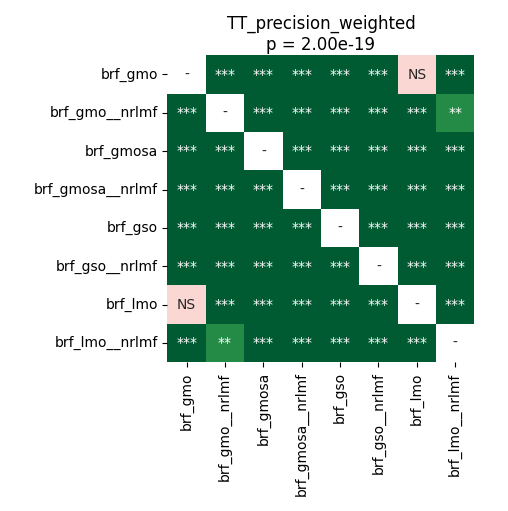 TT_precision_weighted
p = 2.00e-19
brf_gmo - *** *** *** *** *** NS ***
brf_gmo__nrlmf *** - *** *** *** *** *** **
brf_gmosa *** *** - *** *** *** *** ***
brf_gmosa__nrlmf *** *** *** - *** *** *** ***
brf_gso *** *** *** *** - *** *** ***
brf_gso__nrlmf *** *** *** *** *** - *** ***
brf_lmo NS *** *** *** *** *** - ***
brf_lmo__nrlmf *** ** *** *** *** *** *** -
brf_gmo
brf_gmo__nrlmf
brf_gmosa
brf_gmosa__nrlmf
brf_gso
brf_gso__nrlmf
brf_lmo
brf_lmo__nrlmf